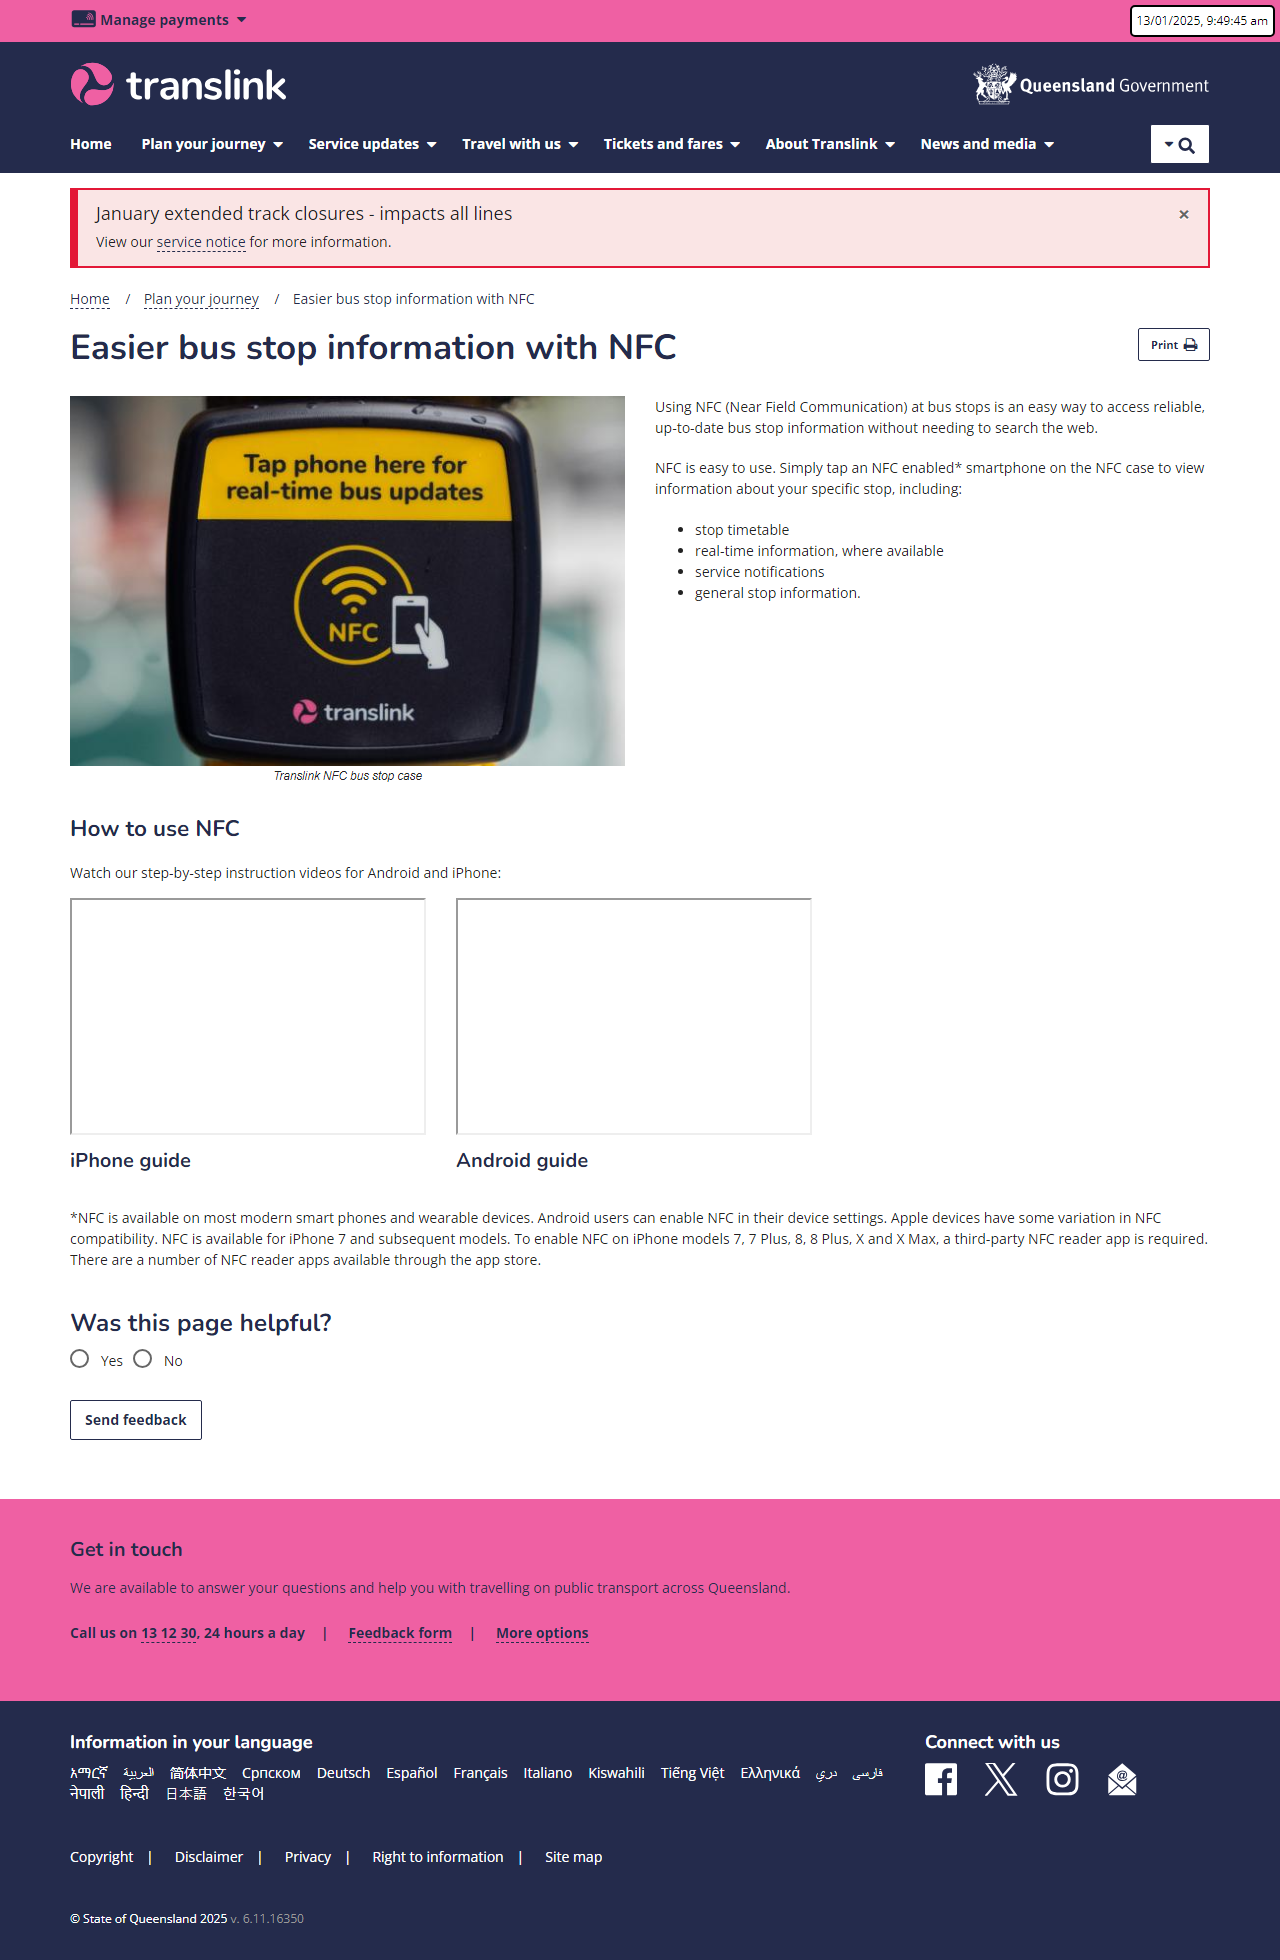 Manage payments
13/01/2025, 9:49:45 am
translink
Queensland Government
Home Plan your journey Service updates Travel with us Tickets and fares About Translink News and media
January extended track closures - impacts all lines
×
View our service notice for more information.
Home / Plan your journey / Easier bus stop information with NFC
Easier bus stop information with NFC
Print
Tap phone here for
real-time bus updates
NFC
translink
Translink NFC bus stop case
Using NFC (Near Field Communication) at bus stops is an easy way to access reliable,
up-to-date bus stop information without needing to search the web.
NFC is easy to use. Simply tap an NFC enabled* smartphone on the NFC case to view
information about your specific stop, including:
• stop timetable
• real-time information, where available
• service notifications
• general stop information.
How to use NFC
Watch our step-by-step instruction videos for Android and iPhone:
iPhone guide
Android guide
*NFC is available on most modern smart phones and wearable devices. Android users can enable NFC in their device settings. Apple devices have some variation in NFC
compatibility. NFC is available for iPhone 7 and subsequent models. To enable NFC on iPhone models 7, 7 Plus, 8, 8 Plus, X and X Max, a third-party NFC reader app is required.
There are a number of NFC reader apps available through the app store.
Was this page helpful?
Yes No
Send feedback
Get in touch
We are available to answer your questions and help you with travelling on public transport across Queensland.
Call us on 13 12 30, 24 hours a day | Feedback form | More options
Information in your language
አማርኛ العربية 简体中文 Српском Deutsch Español Français Italiano Kiswahili Tiếng Việt Ελληνικά دری فارسی
नेपाली हिन्दी 日本語 한국어
Connect with us
Copyright | Disclaimer | Privacy | Right to information | Site map
© State of Queensland 2025 v. 6.11.16350